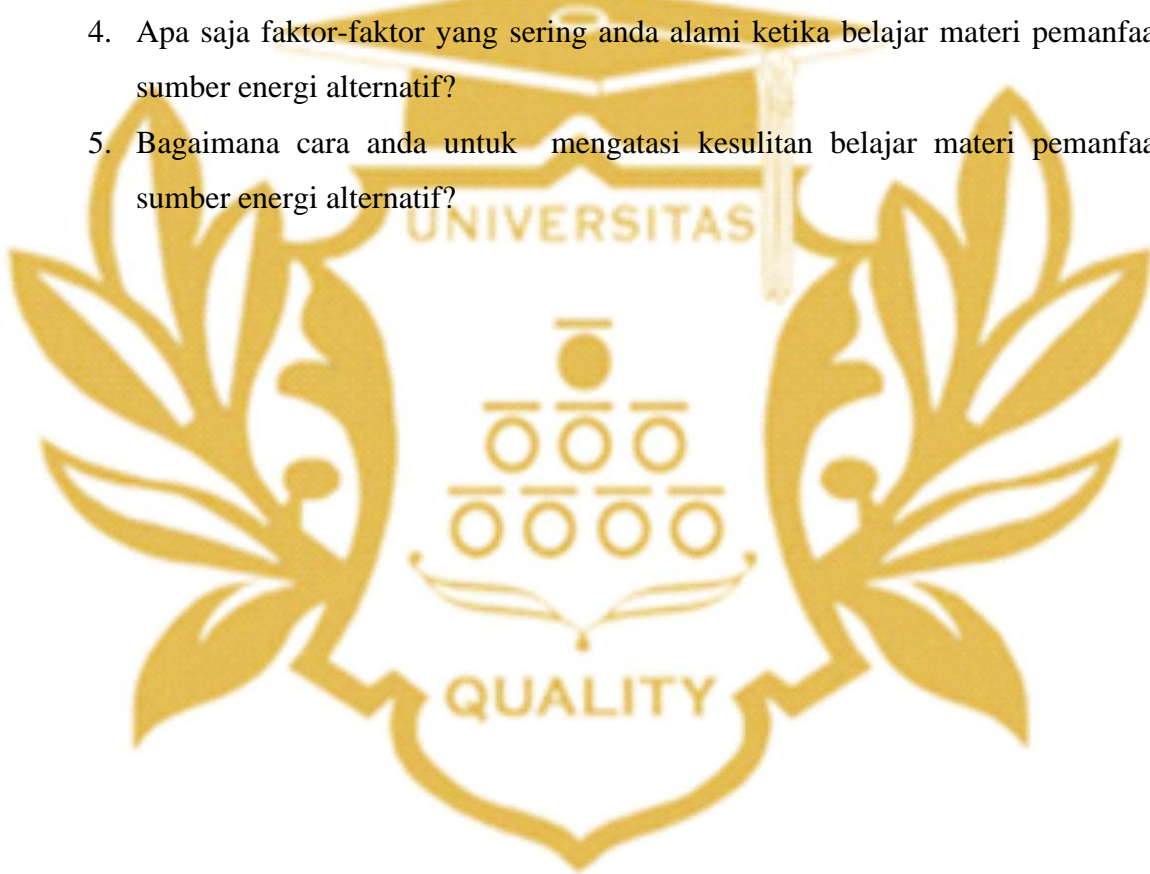 4. Apa saja faktor-faktor yang sering anda alami ketika belajar materi pemanfaa
sumber energi alternatif?
5. Bagaimana cara anda untuk mengatasi kesulitan belajar materi pemanfaa
sumber energi alternatif?
UNIVERSITAS
QUALITY